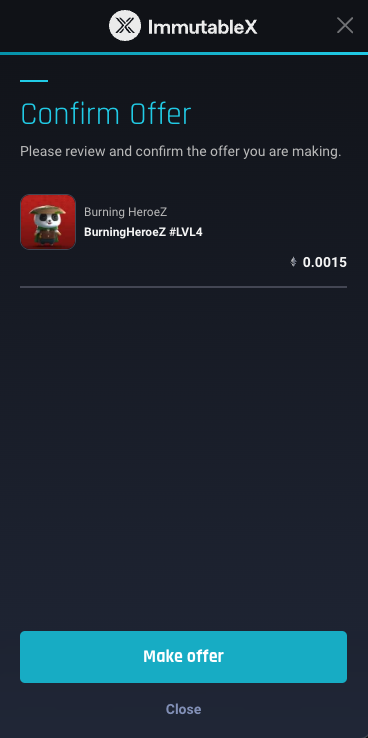 ImmutableX
Confirm Offer
Please review and confirm the offer you are making.
Burning HeroeZ
BurningHeroeZ #LVL4
0.0015
Make offer
Close